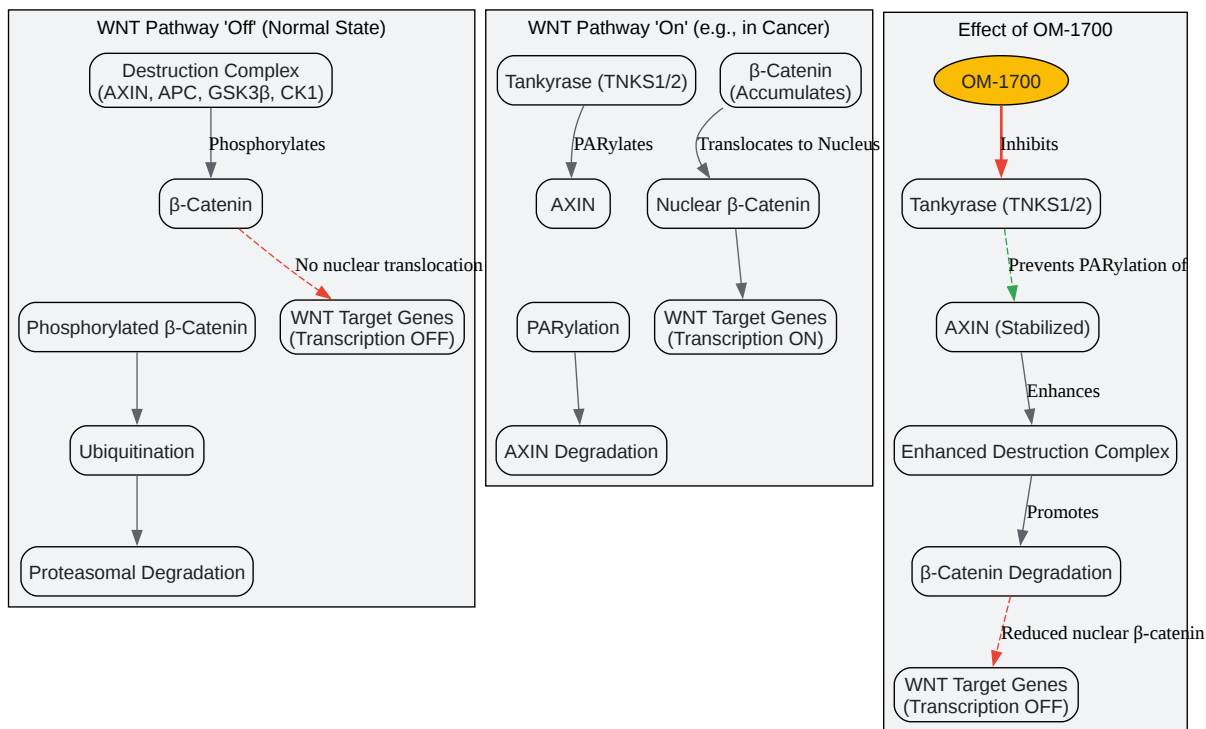 WNT Pathway 'Off' (Normal State)
Destruction Complex
(AXIN, APC, GSK3β, CK1)
Phosphorylates
β-Catenin
No nuclear translocation
WNT Target Genes
(Transcription OFF)
Phosphorylated β-Catenin
Ubiquitination
Proteasomal Degradation
WNT Pathway 'On' (e.g., in Cancer)
Tankyrase (TNKS1/2)
PARylates
AXIN
β-Catenin
(Accumulates)
Translocates to Nucleus
Nuclear β-Catenin
WNT Target Genes
(Transcription ON)
PARylation
AXIN Degradation
Effect of OM-1700
OM-1700
Inhibits
Tankyrase (TNKS1/2)
Prevents PARylation of
AXIN (Stabilized)
Enhances
Enhanced Destruction Complex
Promotes
β-Catenin Degradation
Reduced nuclear β-catenin
WNT Target Genes
(Transcription OFF)